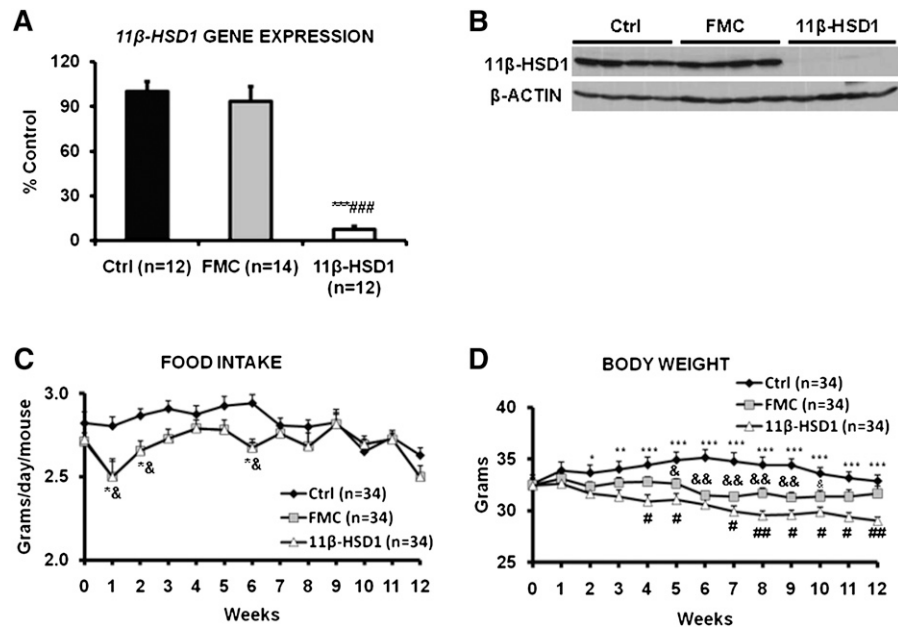 A
11β-HSD1 GENE EXPRESSION
% Control
120
90
60
30
0
***###
Ctrl (n=12)
FMC (n=14)
11β-HSD1
(n=12)
B
Ctrl
FMC
11β-HSD1
11β-HSD1
β-ACTIN
C
FOOD INTAKE
Grams/day/mouse
3.0
2.5
2.0
*& *& *&
Ctrl (n=34)
FMC (n=34)
11β-HSD1 (n=34)
0 1 2 3 4 5 6 7 8 9 10 11 12
Weeks
D
BODY WEIGHT
Ctrl (n=34)
FMC (n=34)
11β-HSD1 (n=34)
Grams
40
35
30
25
* ** *** *** *** *** *** *** *** *** ***
& && && && && &
# # # ## # # # ##
0 1 2 3 4 5 6 7 8 9 10 11 12
Weeks